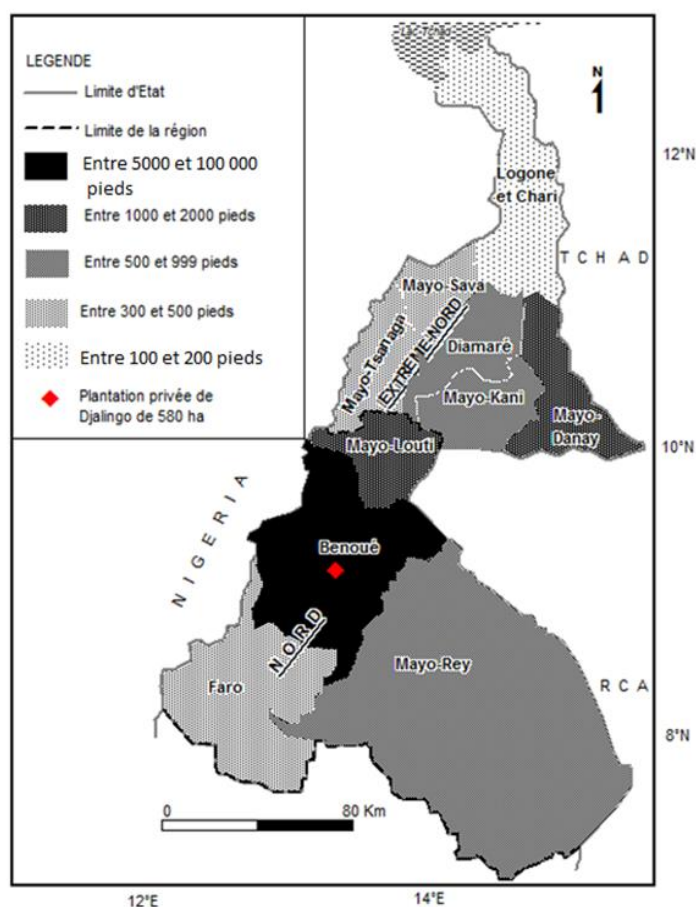 LEGENDE
Limite d'Etat
Limite de la région
Entre 5000 et 100 000
pieds
Entre 1000 et 2000 pieds
Entre 500 et 999 pieds
Entre 300 et 500 pieds
Entre 100 et 200 pieds
Plantation privée de
Djalingo de 580 ha
Lac-Tchad
N
12°N
Logone
et Chari
TCHAD
Mayo-Sava
Mayo-Tsanaga
EXTREME-NORD
Diamaré
Mayo-Kani
Mayo-
Danay
Mayo-Louti
10°N
NIGERIA
Benoué
NORD
Faro
Mayo-Rey
RCA
8°N
0 80 Km
12°E 14°E